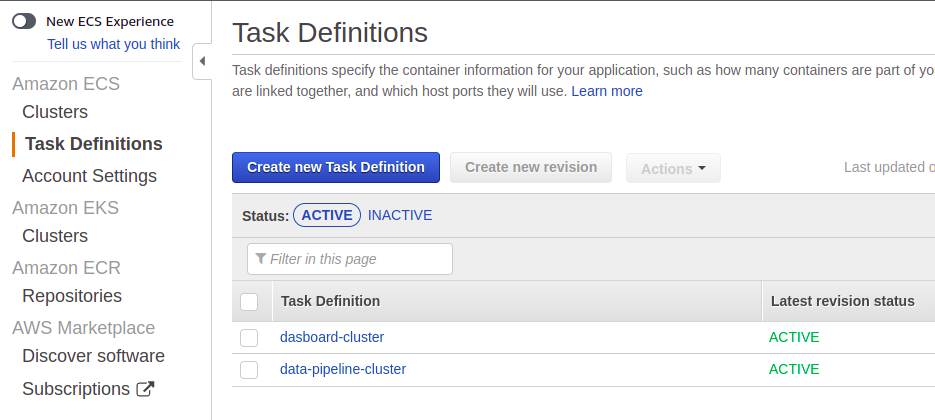 New ECS Experience
Tell us what you think
Amazon ECS
Clusters
Task Definitions
Account Settings
Amazon EKS
Clusters
Amazon ECR
Repositories
AWS Marketplace
Discover software
Subscriptions
Task Definitions
Task definitions specify the container information for your application, such as how many containers are part of
are linked together, and which host ports they will use. Learn more
Create new Task Definition
Create new revision
Actions
Last updated
Status: ACTIVE INACTIVE
Filter in this page
Task Definition
Latest revision status
dasboard-cluster
ACTIVE
data-pipeline-cluster
ACTIVE